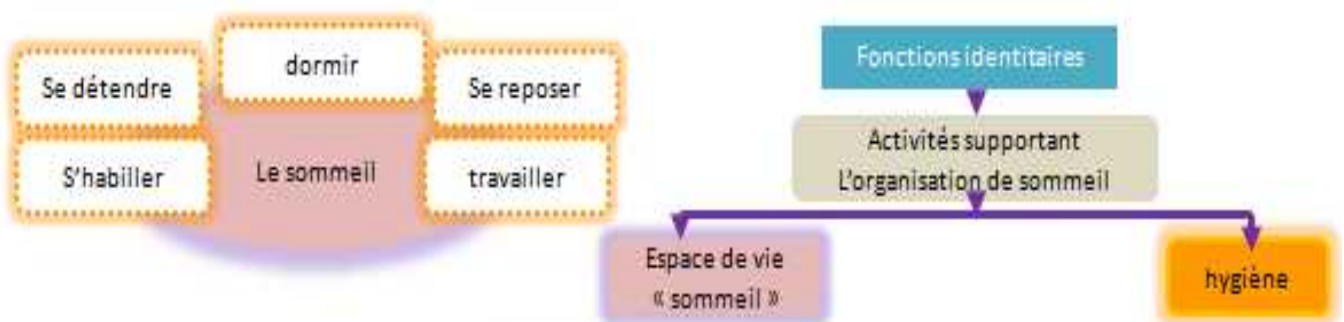 dormir
Se détendre
Se reposer
S'habiller
Le sommeil
travailler
Fonctions identitaires
Activités supportant
L'organisation de sommeil
Espace de vie
« sommeil »
hygiène